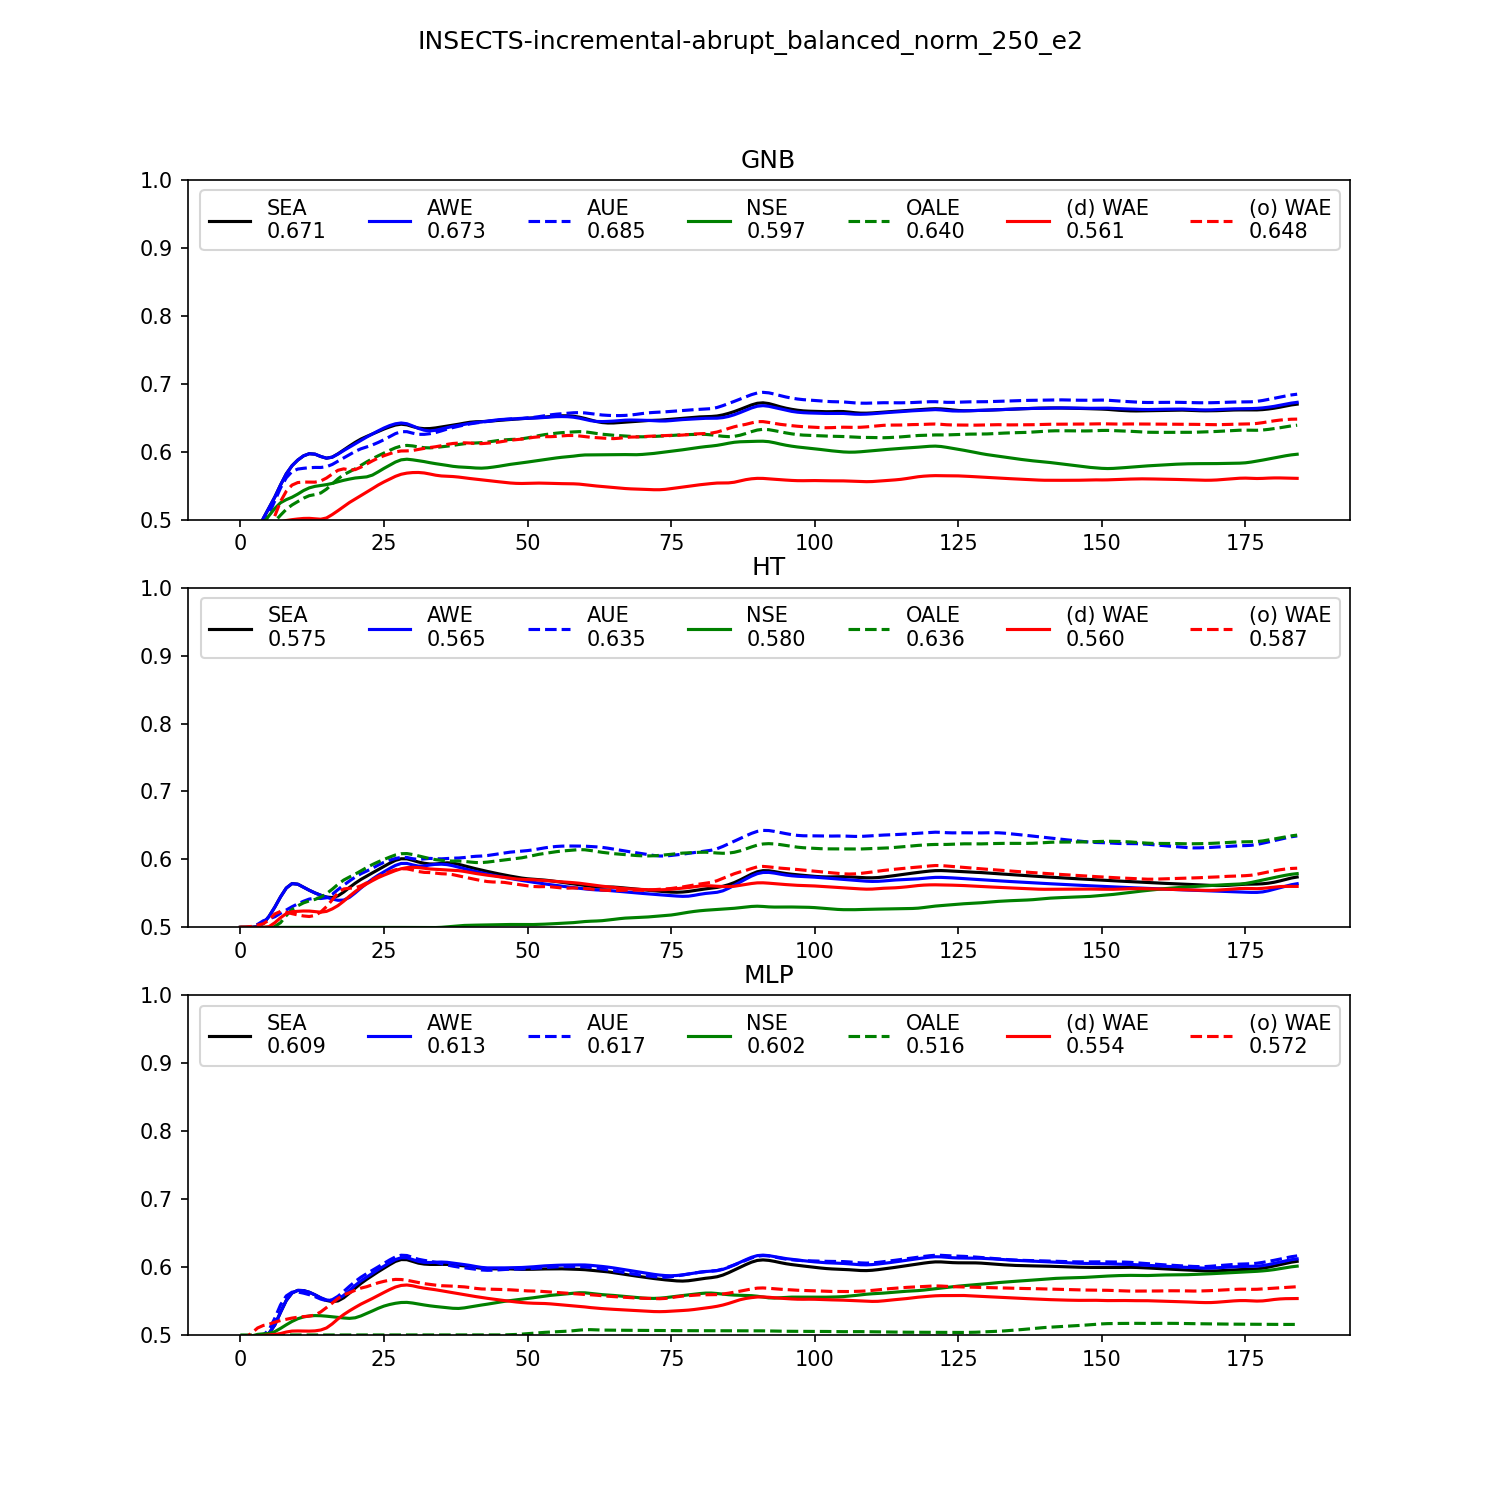 INSECTS-incremental-abrupt_balanced_norm_250_e2
GNB
1.0
0.9
0.8
0.7
0.6
0.5
SEA AWE AUE NSE OALE (d) WAE (o) WAE
0.671 0.673 0.685 0.597 0.640 0.561 0.648
0 25 50 75 100 125 150 175
HT
1.0
0.9
0.8
0.7
0.6
0.5
SEA AWE AUE NSE OALE (d) WAE (o) WAE
0.575 0.565 0.635 0.580 0.636 0.560 0.587
0 25 50 75 100 125 150 175
MLP
1.0
0.9
0.8
0.7
0.6
0.5
SEA AWE AUE NSE OALE (d) WAE (o) WAE
0.609 0.613 0.617 0.602 0.516 0.554 0.572
0 25 50 75 100 125 150 175